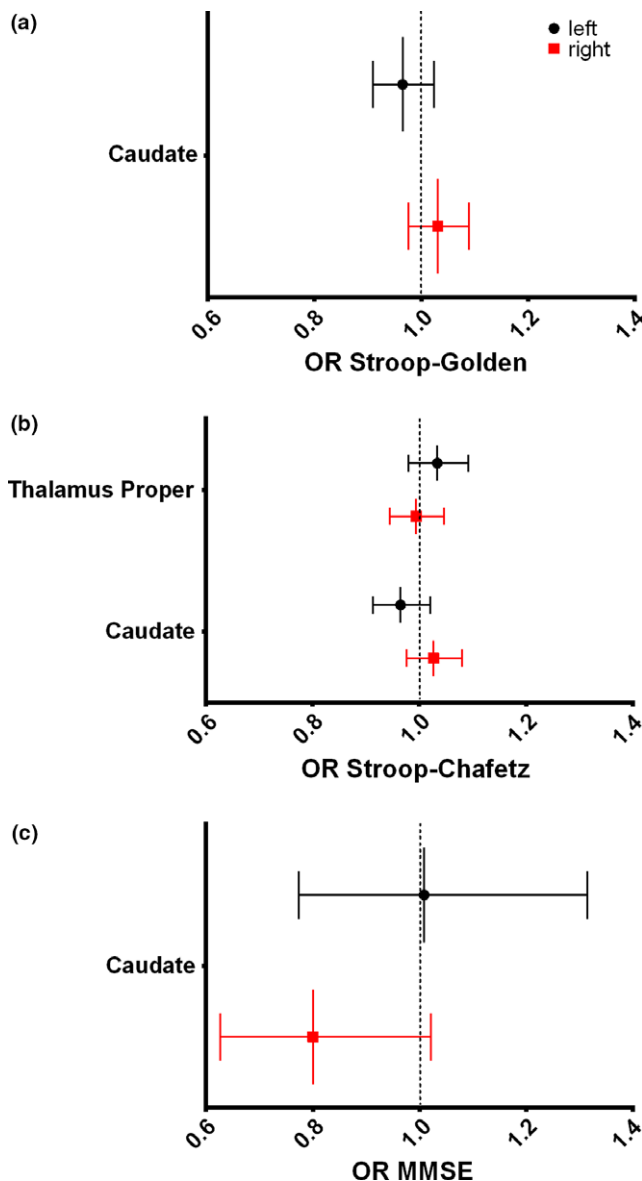 (a)
left
right
Caudate
0.6 0.8 1.0 1.2 1.4
OR Stroop-Golden
(b)
Thalamus Proper
Caudate
0.6 0.8 1.0 1.2 1.4
OR Stroop-Chafetz
(c)
Caudate
0.6 0.8 1.0 1.2 1.4
OR MMSE